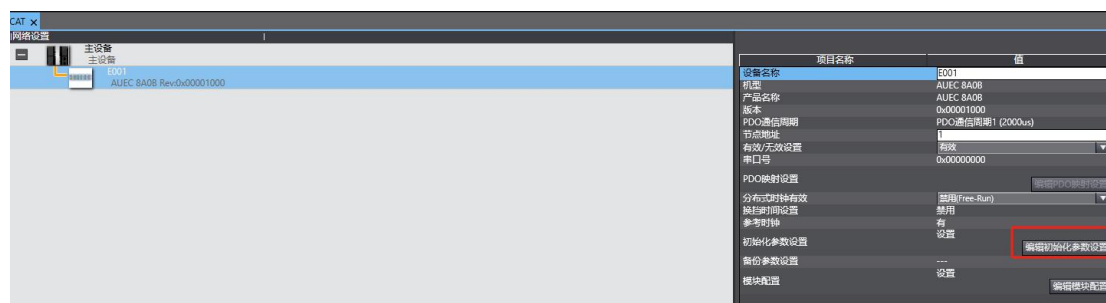 CAT ×
网络设置
主设备
主设备
E001
AUEC 8A0B Rev:0x00001000
项目名称 值
设备名称 E001
机型 AUEC 8A0B
产品名称 AUEC 8A0B
版本 0x00001000
PDO通信周期 PDO通信周期1 (2000us)
节点地址 1
有效/无效设置 有效
串口号 0x00000000
PDO映射设置 编辑PDO映射设置
分布式时钟有效 禁用(Free-Run)
换挡时间设置 禁用
参考时钟 有
初始化参数设置 设置
编辑初始化参数设置
备份参数设置 ---
模块配置 设置
编辑模块配置